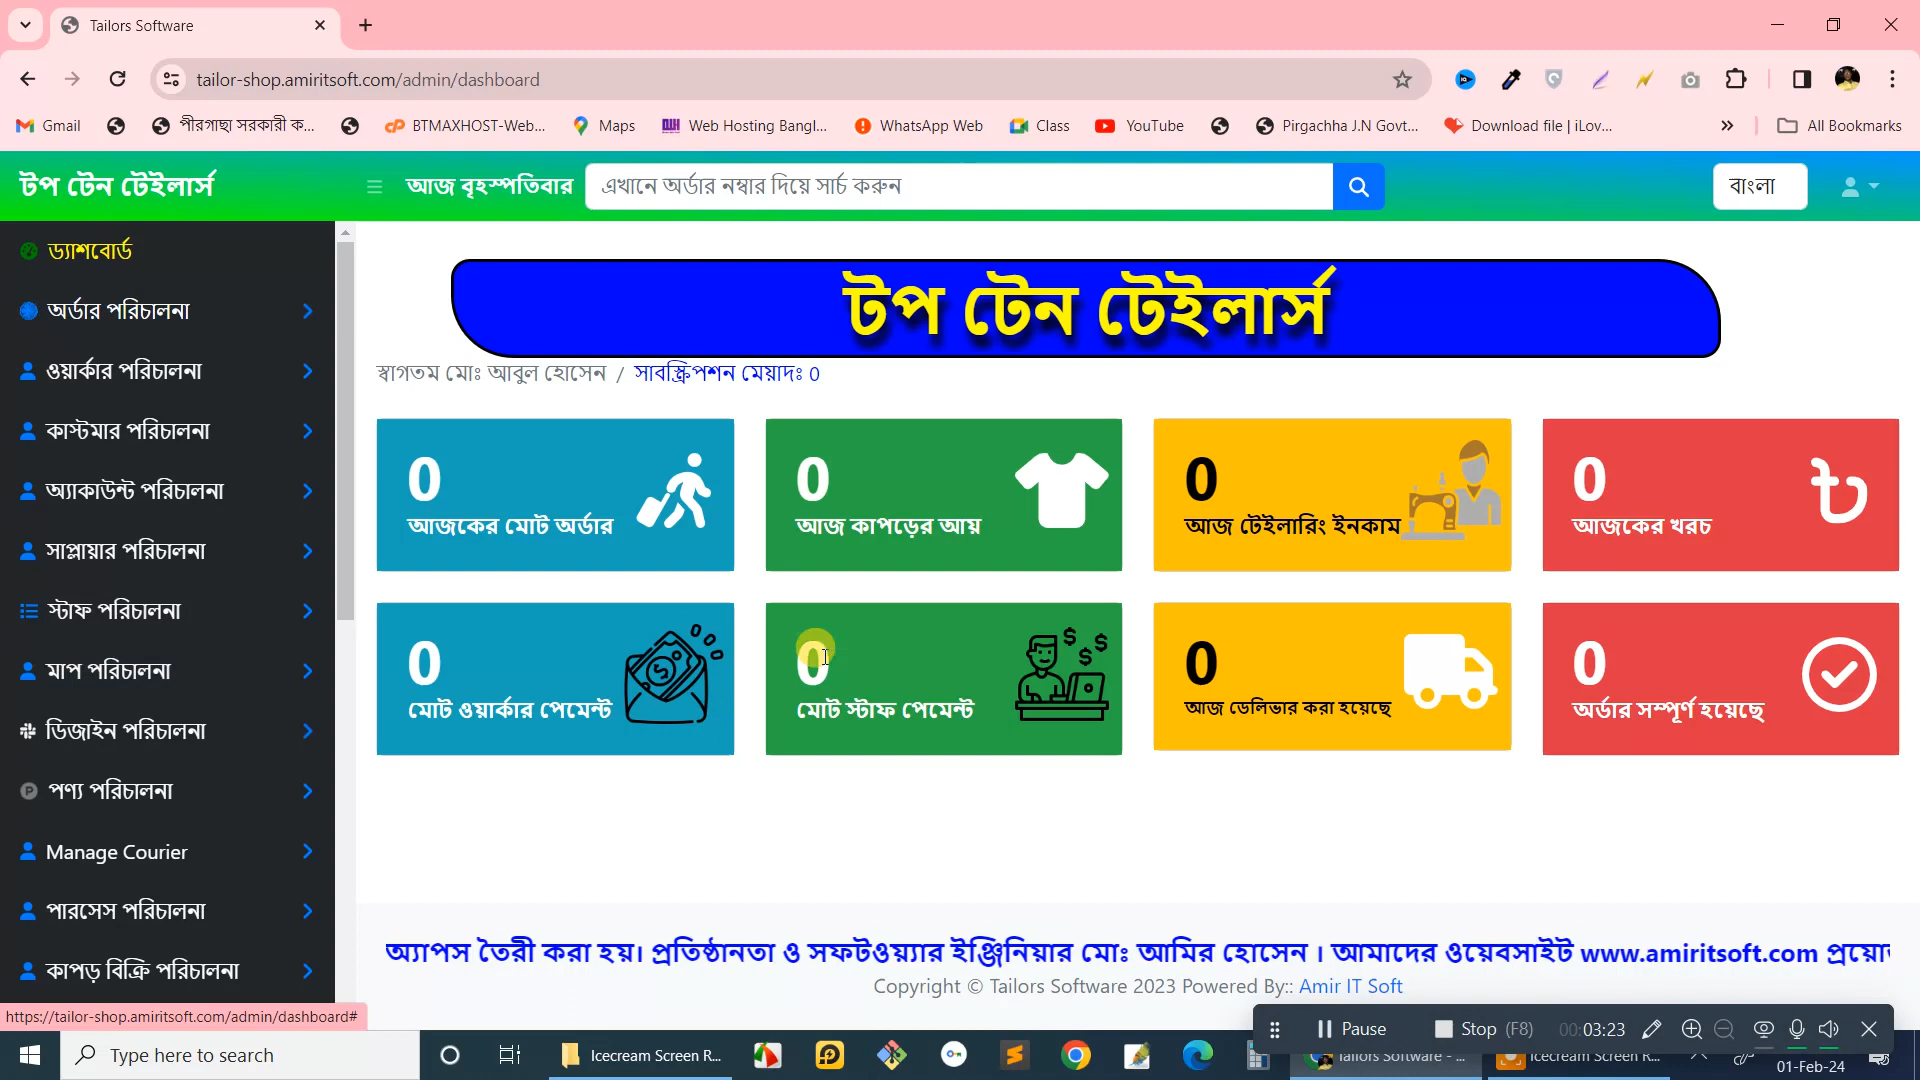 Tailors Software
tailor-shop.amiritsoft.com/admin/dashboard
Gmail
পীরগাছা সরকারী ক...
BTMAXHOST-Web...
Maps
Web Hosting Bangl...
WhatsApp Web
Class
YouTube
Pirgachha J.N Govt...
Download file | iLov...
All Bookmarks
টপ টেন টেইলার্স
আজ বৃহস্পতিবার
এখানে অর্ডার নম্বার দিয়ে সার্চ করুন
বাংলা
ড্যাশবোর্ড
অর্ডার পরিচালনা
ওয়ার্কার পরিচালনা
কাস্টমার পরিচালনা
অ্যাকাউন্ট পরিচালনা
সাপ্লায়ার পরিচালনা
স্টাফ পরিচালনা
মাপ পরিচালনা
ডিজাইন পরিচালনা
পণ্য পরিচালনা
Manage Courier
পারসেস পরিচালনা
কাপড় বিক্রি পরিচালনা
টপ টেন টেইলার্স
স্বাগতম মোঃ আবুল হোসেন / সাবস্ক্রিপশন মেয়াদঃ 0
0
আজকের মোট অর্ডার
0
আজ কাপড়ের আয়
0
আজ টেইলারিং ইনকাম
0
আজকের খরচ
৳
0
মোট ওয়ার্কার পেমেন্ট
0
মোট স্টাফ পেমেন্ট
0
আজ ডেলিভার করা হয়েছে
0
অর্ডার সম্পূর্ণ হয়েছে
অ্যাপস তৈরী করা হয়। প্রতিষ্ঠানতা ও সফটওয়্যার ইঞ্জিনিয়ার মোঃ আমির হোসেন । আমাদের ওয়েবসাইট www.amiritsoft.com
Copyright © Tailors Software 2023 Powered By:: Amir IT Soft
https://tailor-shop.amiritsoft.com/admin/dashboard#
Pause
Stop (F8)
00:03:23
Type here to search
Icecream Screen R...
Tailors Software - ...
Icecream Screen R...
01-Feb-24